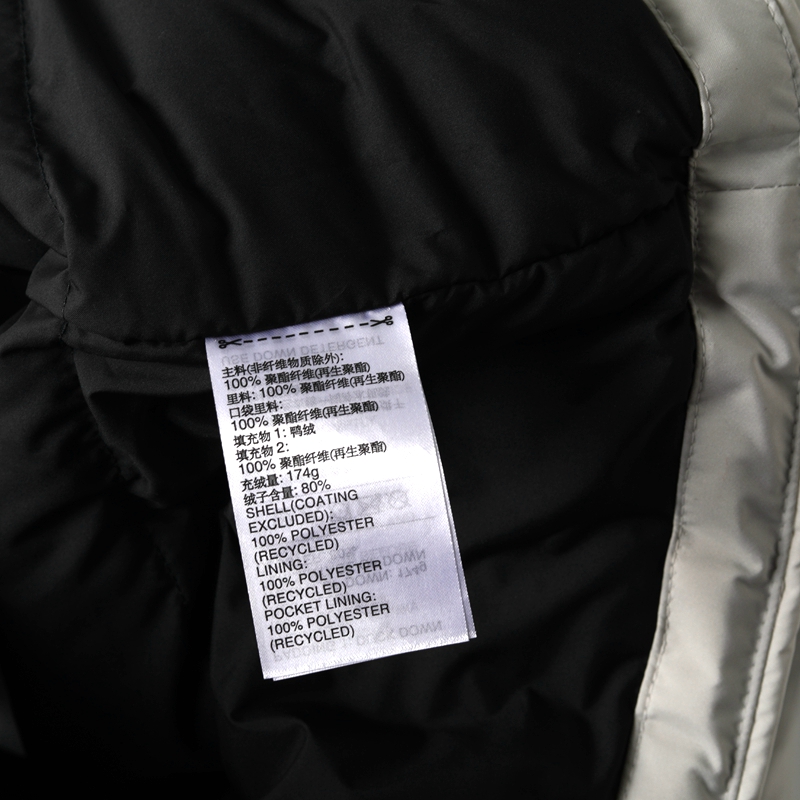 主料(非纤维物质除外):
100% 聚酯纤维(再生聚酯)
里料: 100% 聚酯纤维(再生聚酯)
口袋里料:
100% 聚酯纤维(再生聚酯)
填充物 1: 鸭绒
填充物 2:
100% 聚酯纤维(再生聚酯)
充绒量: 174g
绒子含量: 80%
SHELL(COATING
EXCLUDED):
100% POLYESTER
(RECYCLED)
LINING:
100% POLYESTER
(RECYCLED)
POCKET LINING:
100% POLYESTER
(RECYCLED)